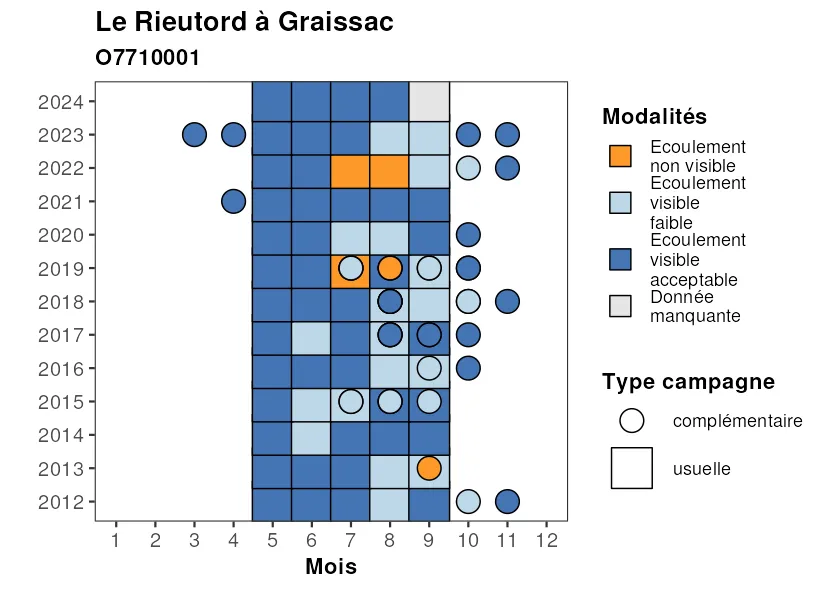 Le Rieutord à Graissac
O7710001
2024
2023
2022
2021
2020
2019
2018
2017
2016
2015
2014
2013
2012
1 2 3 4 5 6 7 8 9 10 11 12
Mois
Modalités
Ecoulement
non visible
Ecoulement
visible
faible
Ecoulement
visible
acceptable
Donnée
manquante
Type campagne
complémentaire
usuelle